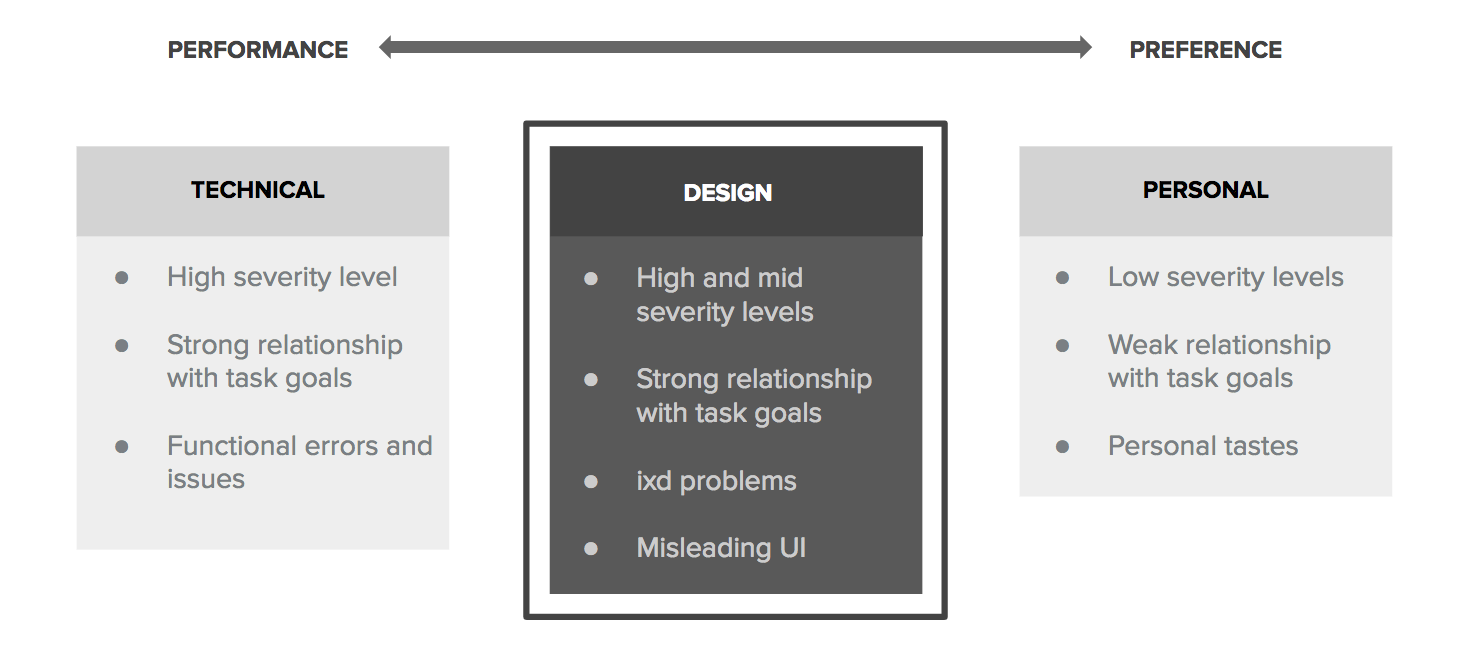 PERFORMANCE
PREFERENCE
TECHNICAL
● High severity level
● Strong relationship
with task goals
● Functional errors and
issues
DESIGN
● High and mid
severity levels
● Strong relationship
with task goals
● ixd problems
● Misleading UI
PERSONAL
● Low severity levels
● Weak relationship
with task goals
● Personal tastes